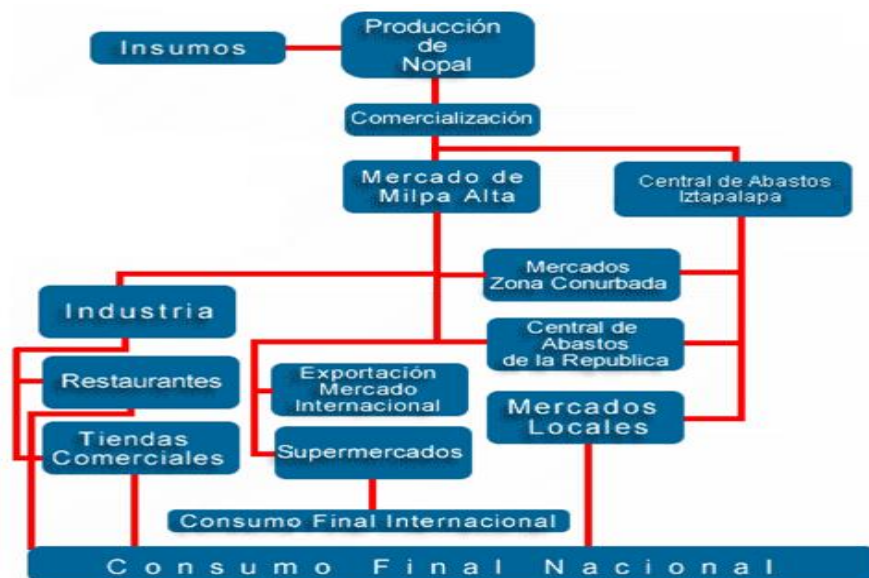 Producción
de
Nopal
Insumos
Comercialización
Mercado de
Milpa Alta
Central de Abastos
Iztapalapa
Mercados
Zona Conurbada
Industria
Central de
Abastos
de la Republica
Restaurantes
Exportación
Mercado
Internacional
Mercados
Locales
Tiendas
Comerciales
Supermercados
Consumo Final Internacional
Consumo Final Nacional